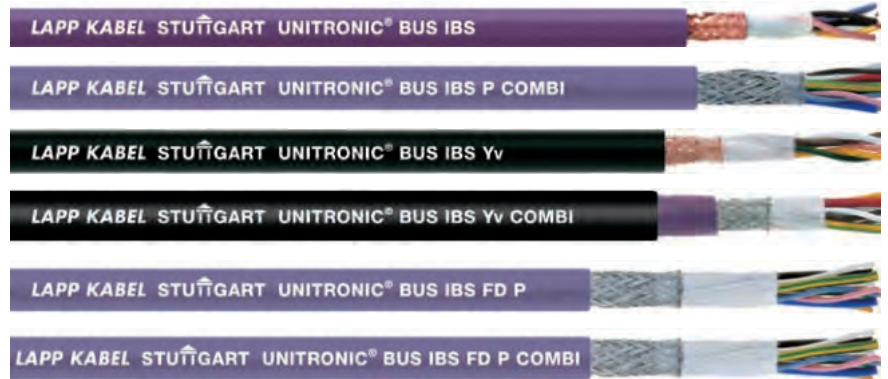 LAPP KABEL STUTTGART UNITRONIC® BUS IBS
LAPP KABEL STUTTGART UNITRONIC® BUS IBS P COMBI
LAPP KABEL STUTTGART UNITRONIC® BUS IBS Yv
LAPP KABEL STUTTGART UNITRONIC® BUS IBS Yv COMBI
LAPP KABEL STUTTGART UNITRONIC® BUS IBS FD P
LAPP KABEL STUTTGART UNITRONIC® BUS IBS FD P COMBI